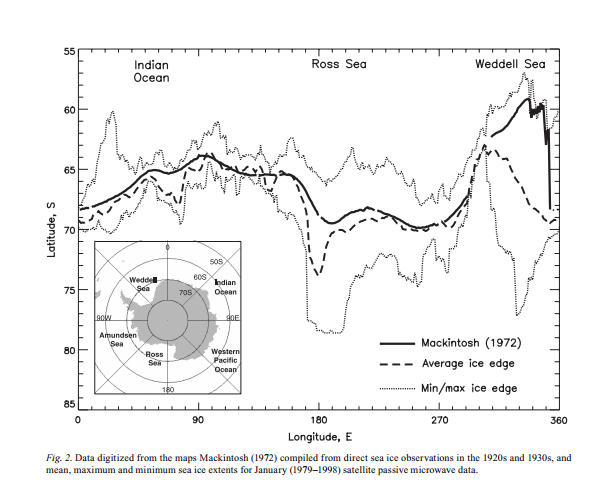 55
60
65
70
75
80
85
Latitude, S
Indian
Ocean
Ross Sea
Weddell Sea
0
50S
60S
70S
Weddell
Sea
Indian
Ocean
90W
90E
Amundsen
Sea
Ross
Sea
Western
Pacific
Ocean
180
Mackintosh (1972)
Average ice edge
Min/max ice edge
0 90 180 270 360
Longitude, E
Fig. 2. Data digitized from the maps Mackintosh (1972) compiled from direct sea ice observations in the 1920s and 1930s, and
mean, maximum and minimum sea ice extents for January (1979–1998) satellite passive microwave data.